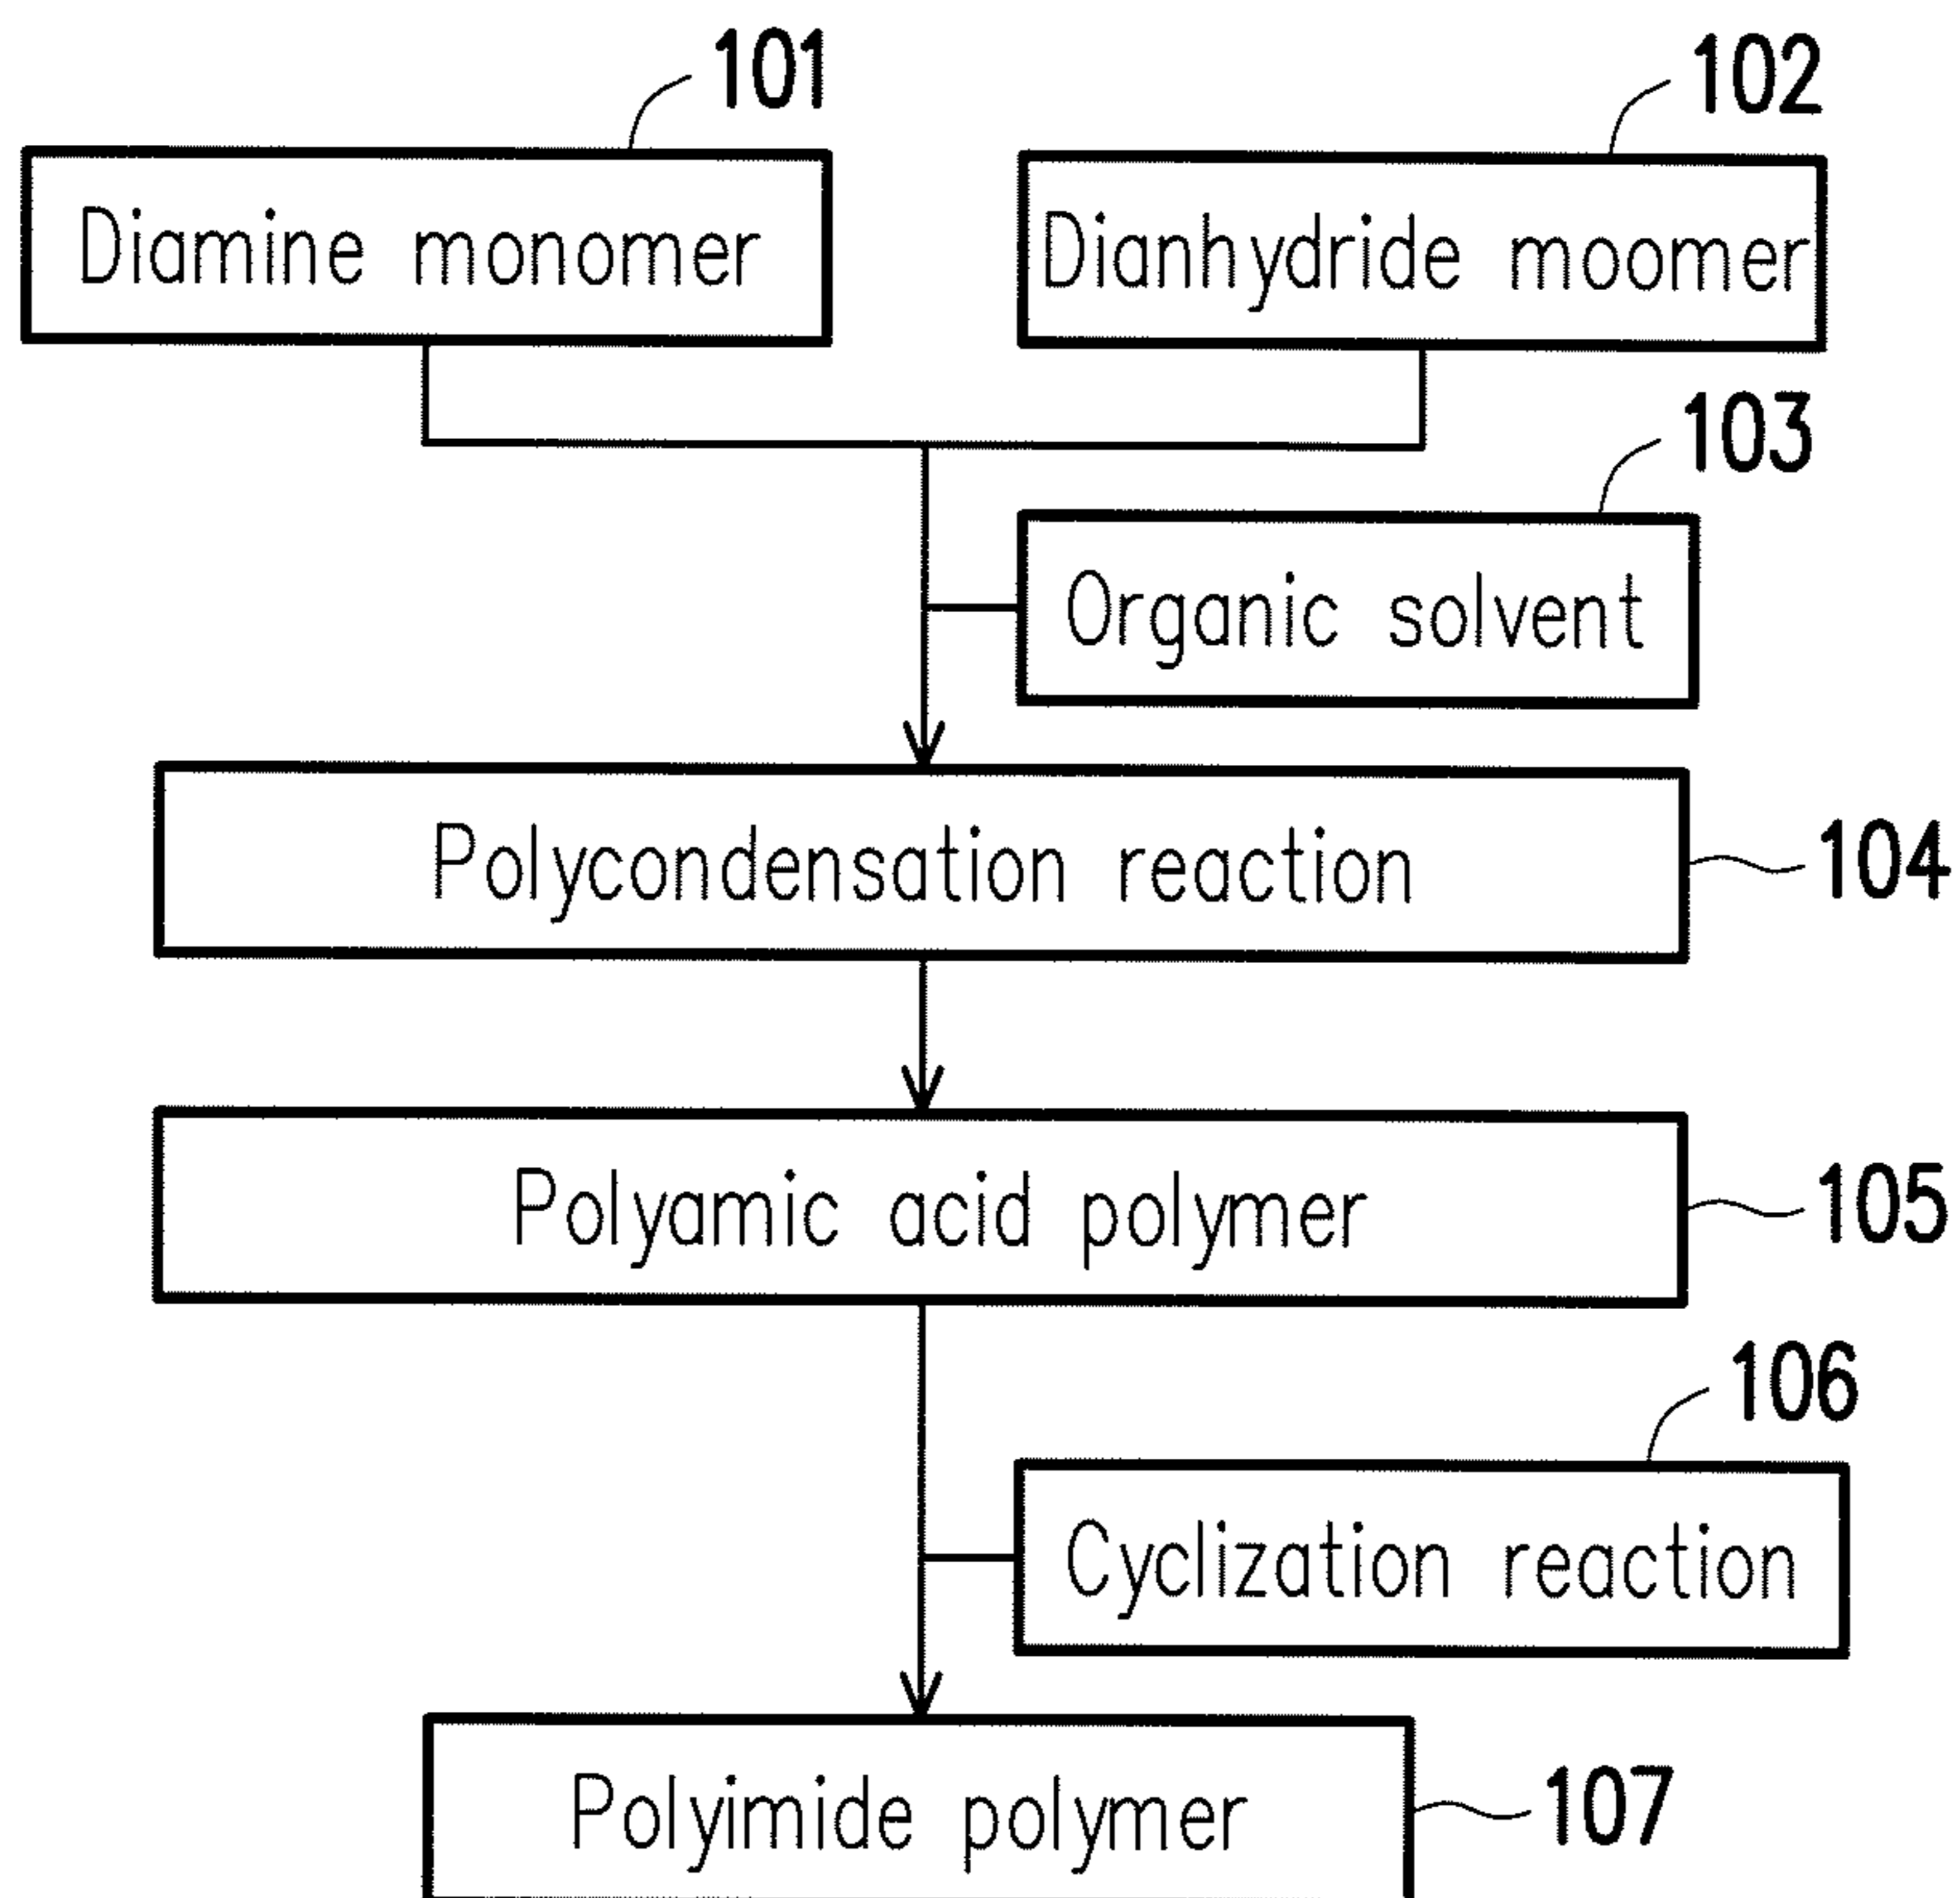 101
102
Diamine monomer
Dianhydride moomer
103
Organic solvent
Polycondensation reaction
104
Polyamic acid polymer
105
106
Cyclization reaction
Polyimide polymer
107